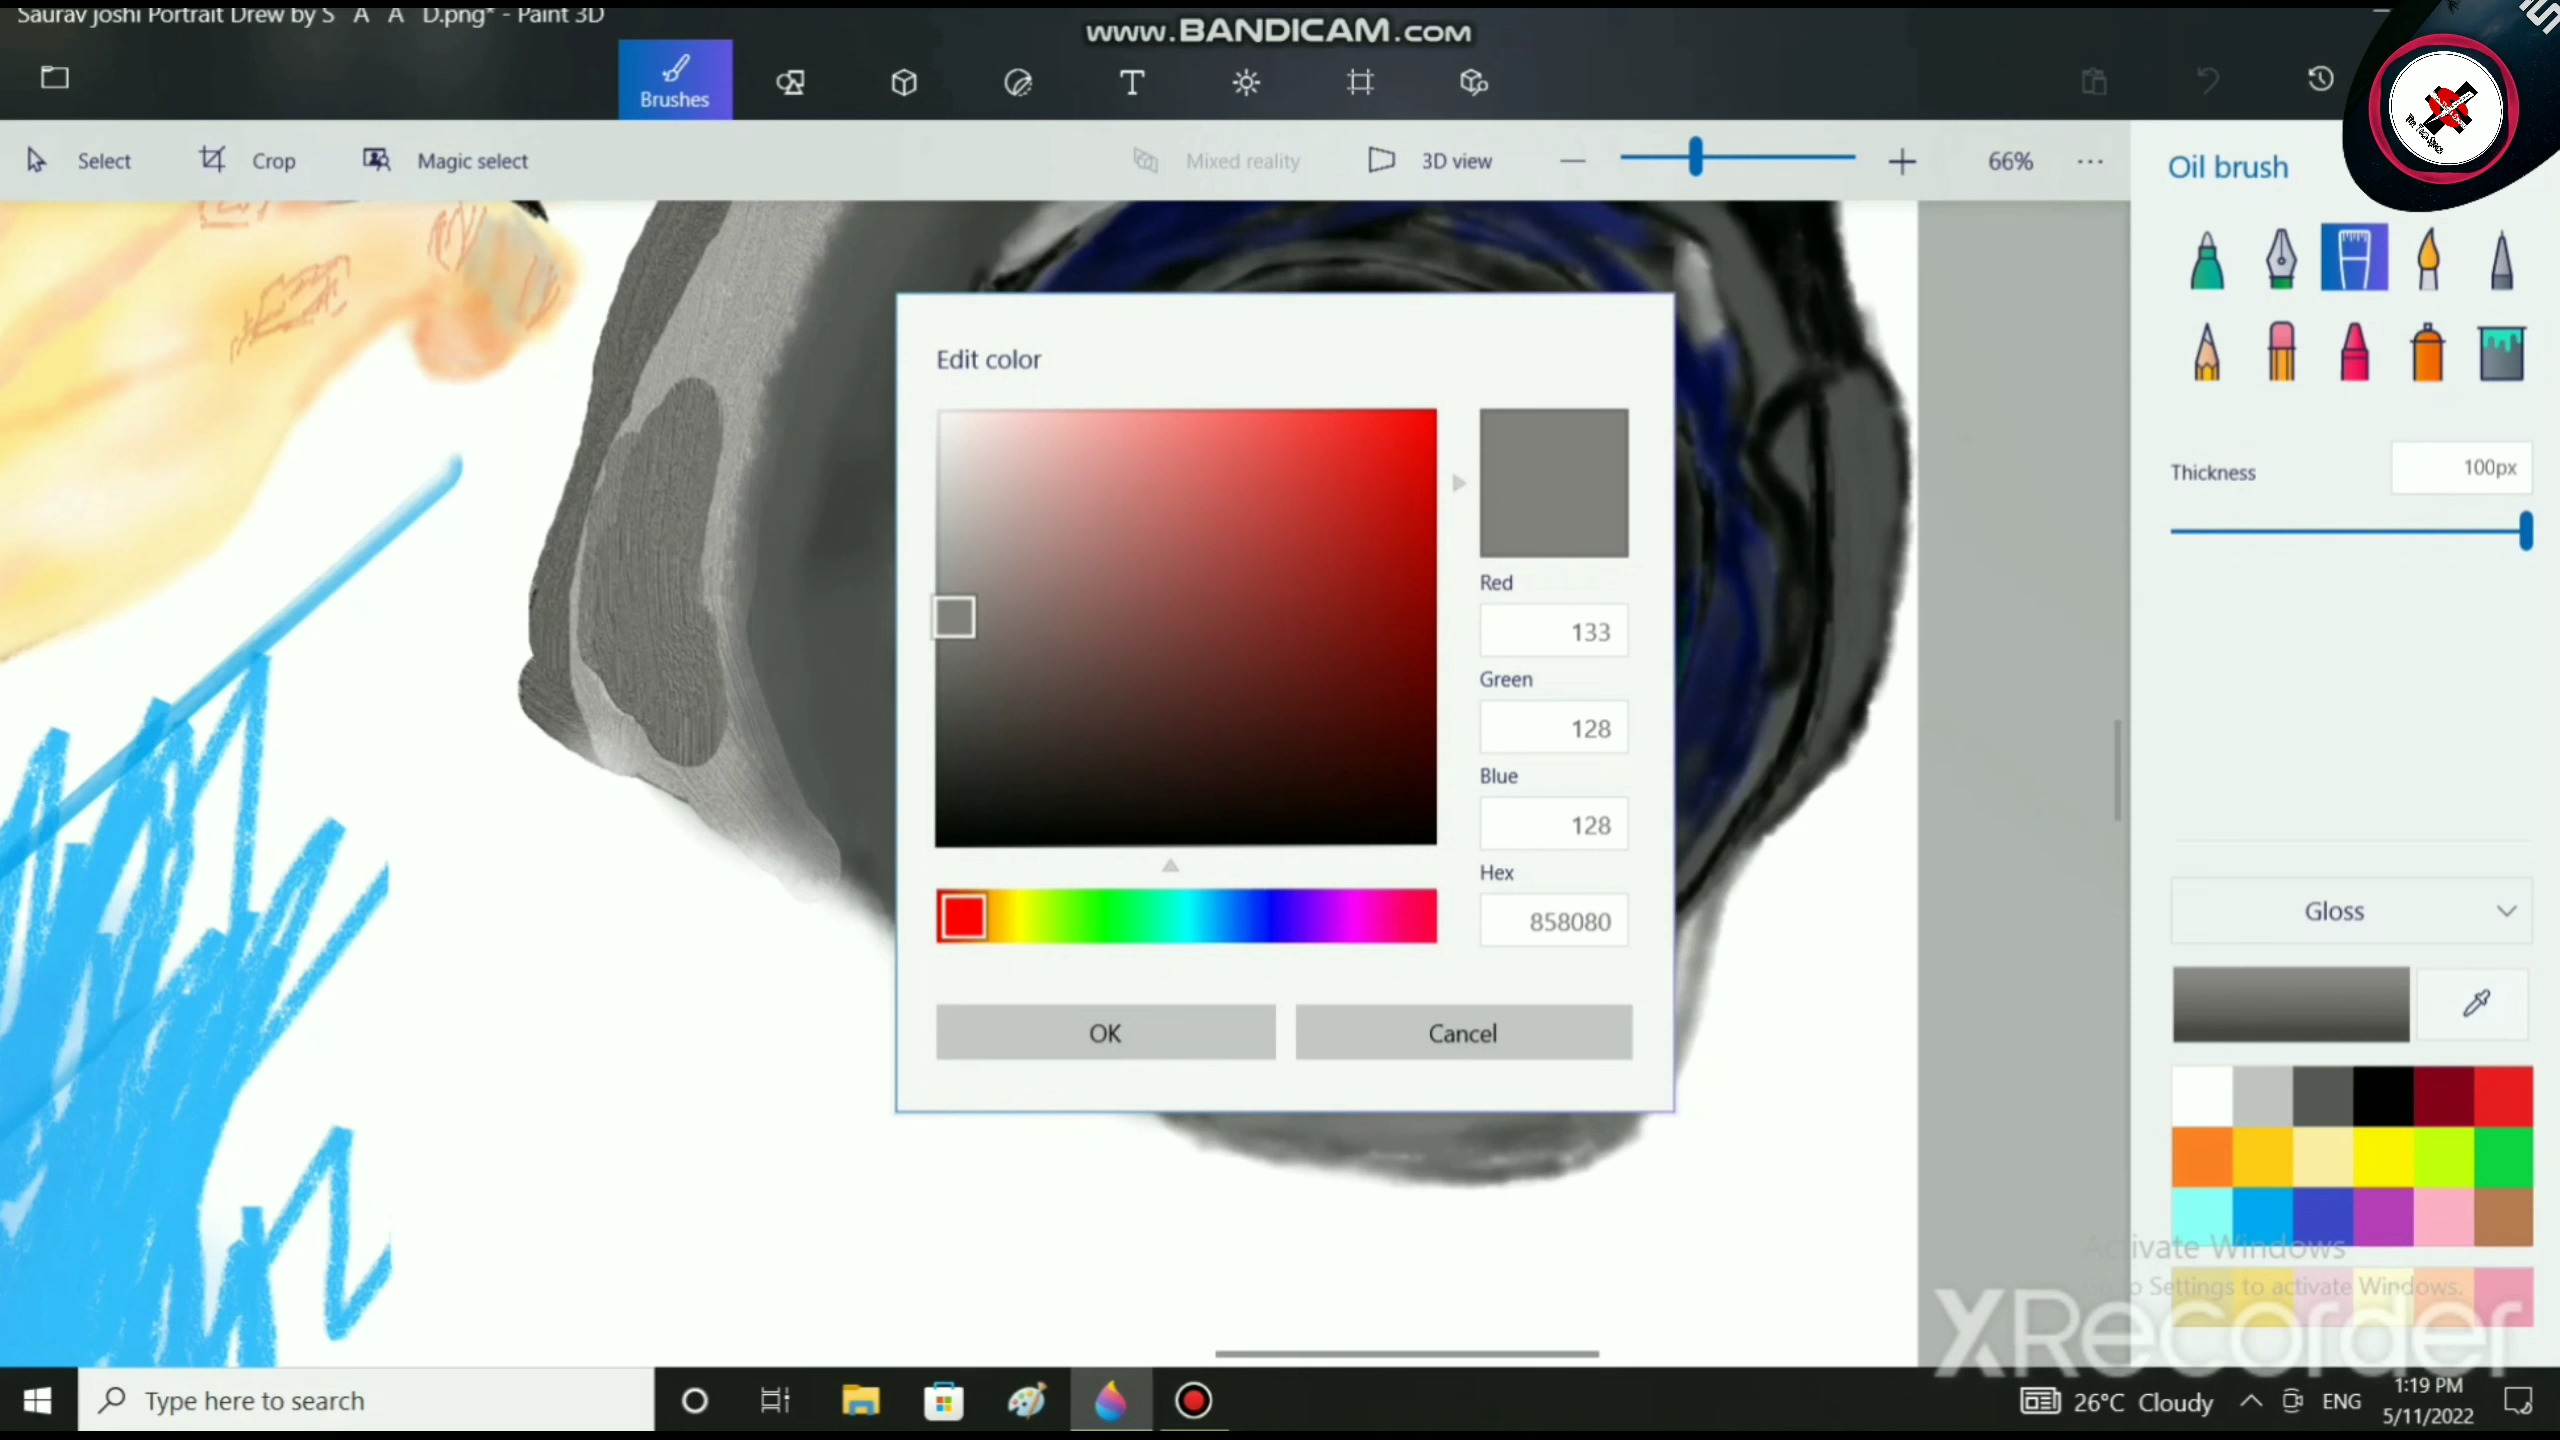 Saurav joshi Portrait Drew by S A A D.png* - Paint 3D
www.BANDICAM.com
Brushes
Select
Crop
Magic select
Mixed reality
3D view
66%
Oil brush
Thickness
100px
Edit color
Red
133
Green
128
Blue
128
Hex
858080
OK
Cancel
Gloss
Activate Windows
Settings to activate Windows.
XRecorder
Type here to search
26°C Cloudy
ENG
1:19 PM
5/11/2022